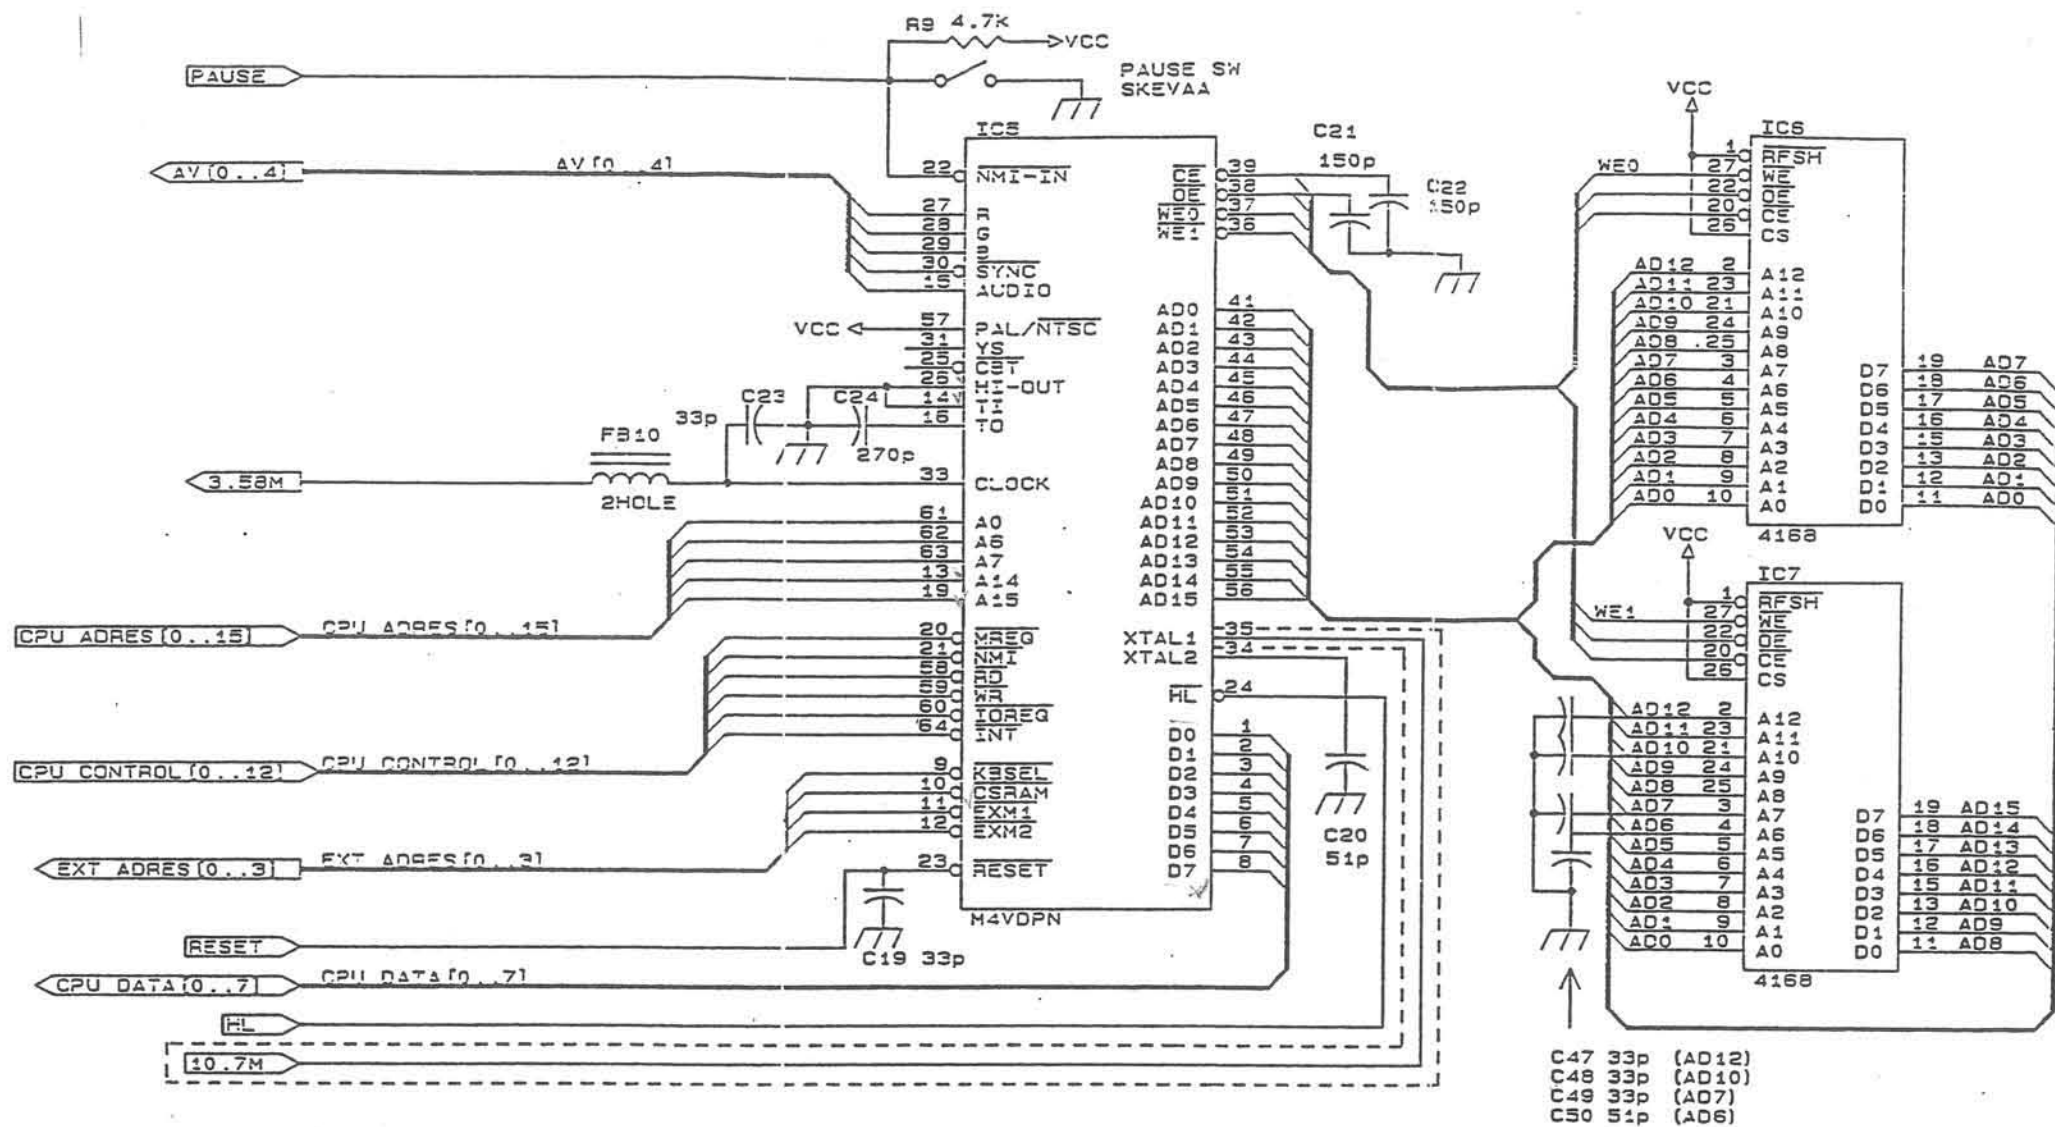 R9 4.7K
VCC
PAUSE
PAUSE SW
SKEVAA
AV[0..4]
AV[0..4]
IC5
22 NMI-IN
27 R
28 G
29 B
30 SYNC
15 AUDIO
VCC
57 PAL/NTSC
31 YS
25 CBT
26 HI-OUT
14 TI
16 TO
C23
33p
C24
270p
FB10
2HOLE
3.58M
33 CLOCK
61 A0
62 A6
63 A7
13 A14
19 A15
CPU ADRES[0..15]
CPU ADRES[0..15]
20 MREQ
21 NMI
58 RD
59 WR
60 IOREQ
64 INT
CPU CONTROL[0..12]
CPU CONTROL[0..12]
9 KBSEL
10 CSRAM
11 EXM1
12 EXM2
EXT ADRES[0..3]
EXT ADRES[0..3]
23 RESET
M4VDPN
RESET
C19 33p
CPU DATA[0..7]
CPU DATA[0..7]
HL
10.7M
CE 39
OE 38
WE0 37
WE1 36
C21
150p
C22
150p
AD0 41
AD1 42
AD2 43
AD3 44
AD4 45
AD5 46
AD6 47
AD7 48
AD8 49
AD9 50
AD10 51
AD11 52
AD12 53
AD13 54
AD14 55
AD15 56
XTAL1 35
XTAL2 34
HL 24
D0 1
D1 2
D2 3
D3 4
D4 5
D5 6
D6 7
D7 8
C20
51p
VCC
IC6
1 RFSH
WE0 27 WE
22 OE
20 CE
26 CS
AD12 2 A12
AD11 23 A11
AD10 21 A10
AD9 24 A9
AD8 25 A8
AD7 3 A7
AD6 4 A6
AD5 5 A5
AD4 6 A4
AD3 7 A3
AD2 8 A2
AD1 9 A1
AD0 10 A0
D7 19 AD7
D6 18 AD6
D5 17 AD5
D4 16 AD4
D3 15 AD3
D2 13 AD2
D1 12 AD1
D0 11 AD0
4168
VCC
IC7
1 RFSH
WE1 27 WE
22 OE
20 CE
26 CS
AD12 2 A12
AD11 23 A11
AD10 21 A10
AD9 24 A9
AD8 25 A8
AD7 3 A7
AD6 4 A6
AD5 5 A5
AD4 6 A4
AD3 7 A3
AD2 8 A2
AD1 9 A1
AD0 10 A0
D7 19 AD15
D6 18 AD14
D5 17 AD13
D4 16 AD12
D3 15 AD11
D2 13 AD10
D1 12 AD9
D0 11 AD8
4168
C47 33p (AD12)
C48 33p (AD10)
C49 33p (AD7)
C50 51p (AD6)